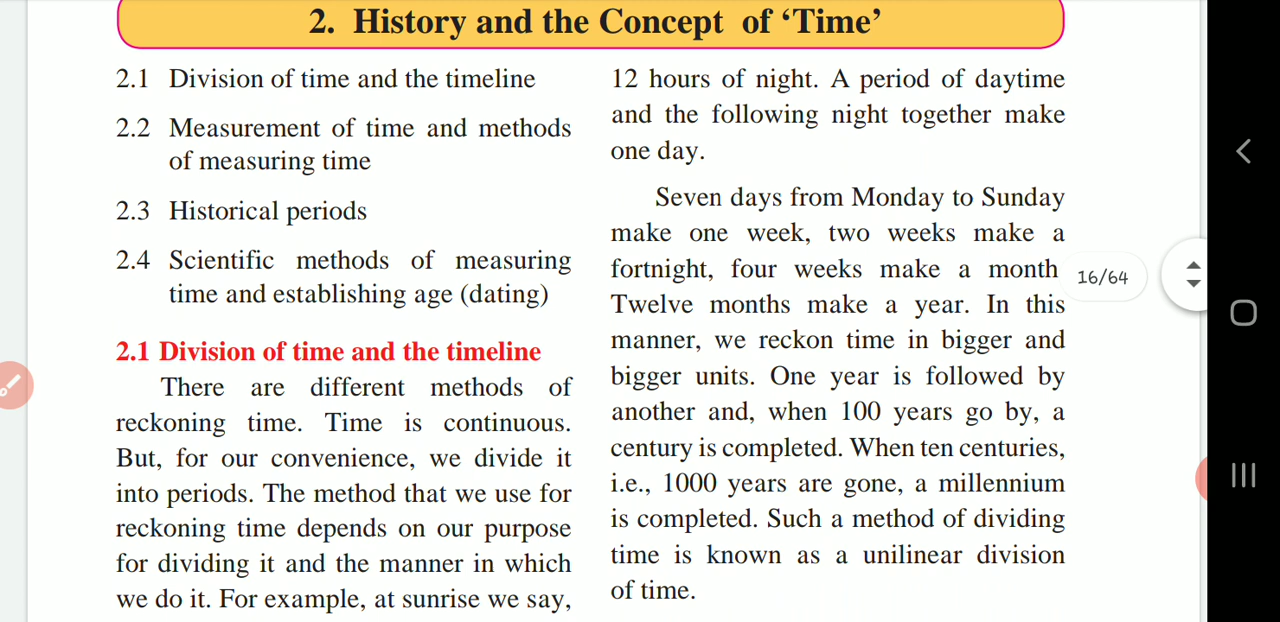 2. History and the Concept of ‘Time’
2.1 Division of time and the timeline
2.2 Measurement of time and methods
of measuring time
2.3 Historical periods
2.4 Scientific methods of measuring
time and establishing age (dating)
2.1 Division of time and the timeline
There are different methods of
reckoning time. Time is continuous.
But, for our convenience, we divide it
into periods. The method that we use for
reckoning time depends on our purpose
for dividing it and the manner in which
we do it. For example, at sunrise we say,
12 hours of night. A period of daytime
and the following night together make
one day.
Seven days from Monday to Sunday
make one week, two weeks make a
fortnight, four weeks make a month
Twelve months make a year. In this
manner, we reckon time in bigger and
bigger units. One year is followed by
another and, when 100 years go by, a
century is completed. When ten centuries,
i.e., 1000 years are gone, a millennium
is completed. Such a method of dividing
time is known as a unilinear division
of time.
16/64